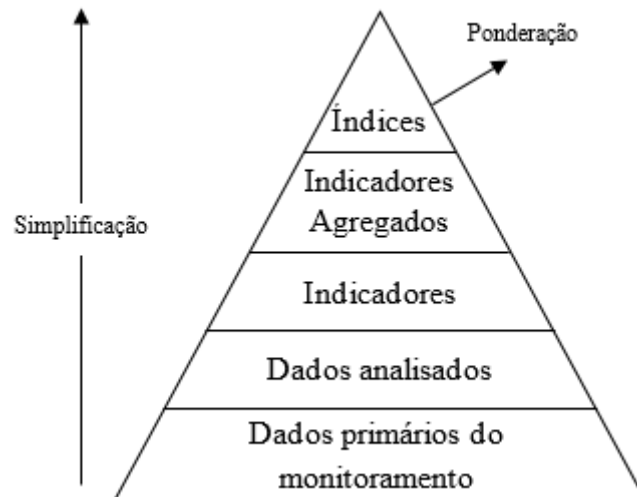 Ponderação
Índices
Indicadores
Agregados
Simplificação
Indicadores
Dados analisados
Dados primários do
monitoramento